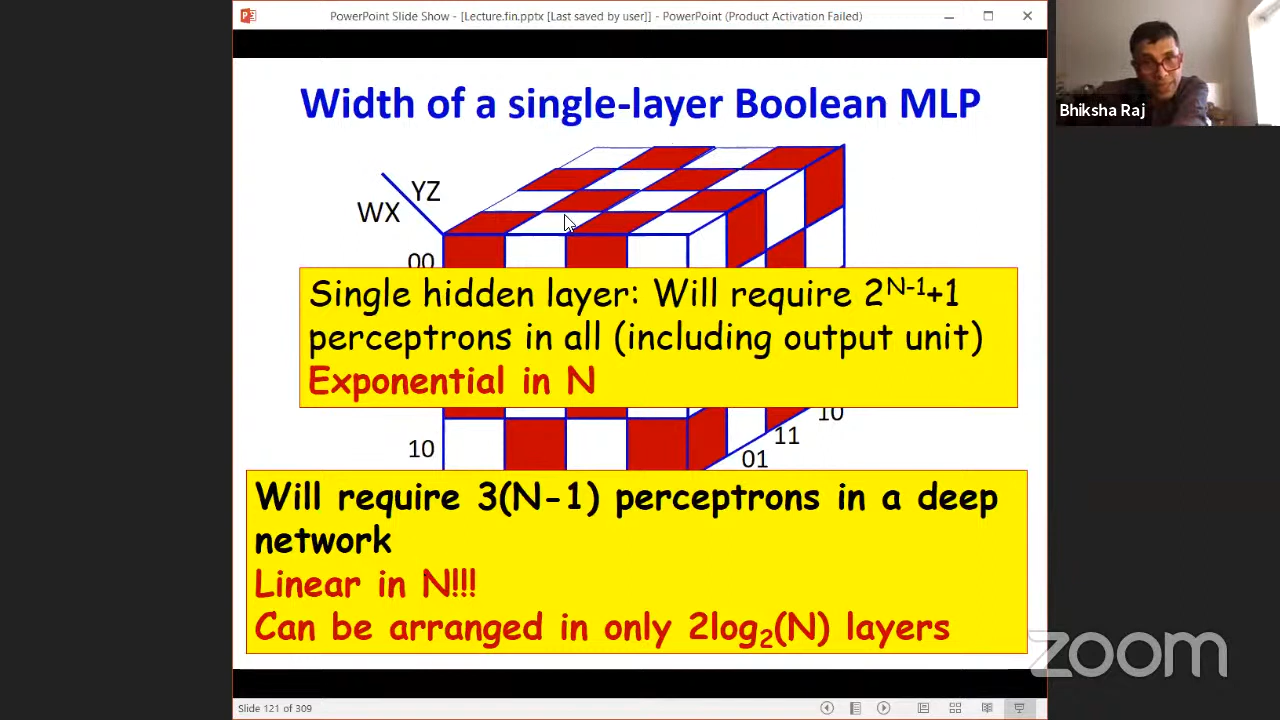 PowerPoint Slide Show - [Lecture.fin.pptx [Last saved by user]] - PowerPoint (Product Activation Failed)
Bhiksha Raj
Width of a single-layer Boolean MLP
YZ
WX
00
Single hidden layer: Will require 2^N-1+1
perceptrons in all (including output unit)
Exponential in N
10
11
10
01
Will require 3(N-1) perceptrons in a deep
network
Linear in N!!!
Can be arranged in only 2log₂(N) layers
zoom
Slide 121 of 309